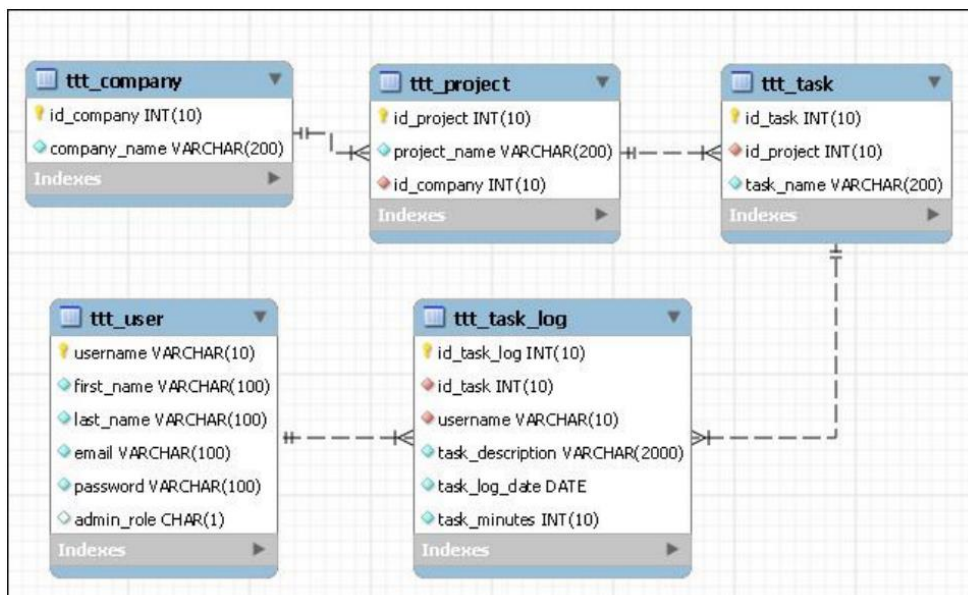 ttt_company
id_company INT(10)
company_name VARCHAR(200)
Indexes
ttt_project
id_project INT(10)
project_name VARCHAR(200)
id_company INT(10)
Indexes
ttt_task
id_task INT(10)
id_project INT(10)
task_name VARCHAR(200)
Indexes
ttt_user
username VARCHAR(10)
first_name VARCHAR(100)
last_name VARCHAR(100)
email VARCHAR(100)
password VARCHAR(100)
admin_role CHAR(1)
Indexes
ttt_task_log
id_task_log INT(10)
id_task INT(10)
username VARCHAR(10)
task_description VARCHAR(2000)
task_log_date DATE
task_minutes INT(10)
Indexes